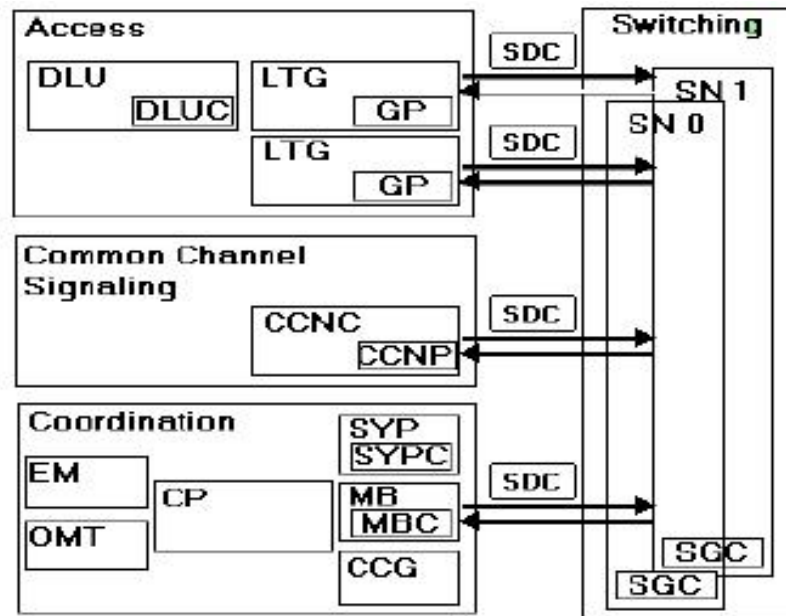 Access
DLU
DLUC
LTG
GP
LTG
GP
SDC
SDC
Switching
SN 1
SN 0
Common Channel
Signaling
CCNC
CCNP
SDC
Coordination
EM
OMT
CP
SYP
SYPC
MB
MBC
CCG
SDC
SGC
SGC